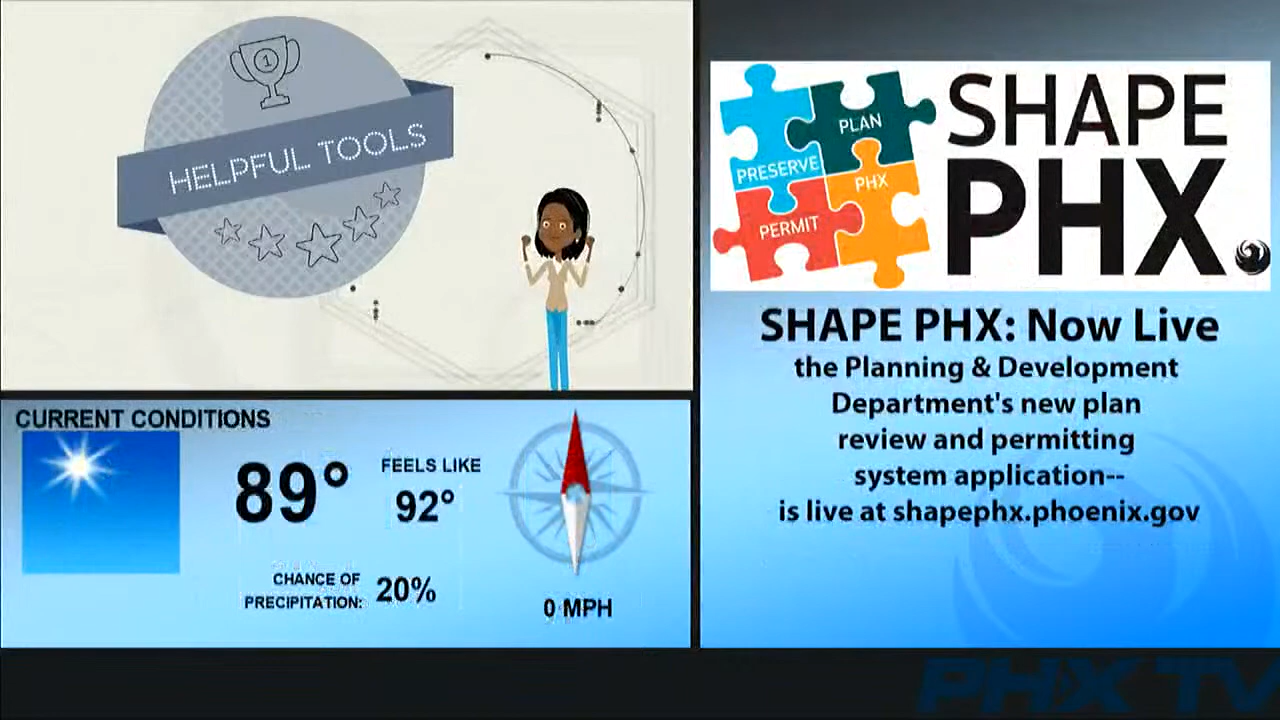 1
HELPFUL TOOLS
CURRENT CONDITIONS
89°
FEELS LIKE
92°
CHANCE OF
PRECIPITATION:
20%
0 MPH
PLAN
PRESERVE
PHX
PERMIT
SHAPE
PHX.
SHAPE PHX: Now Live
the Planning & Development
Department's new plan
review and permitting
system application--
is live at shapephx.phoenix.gov
PHX TV